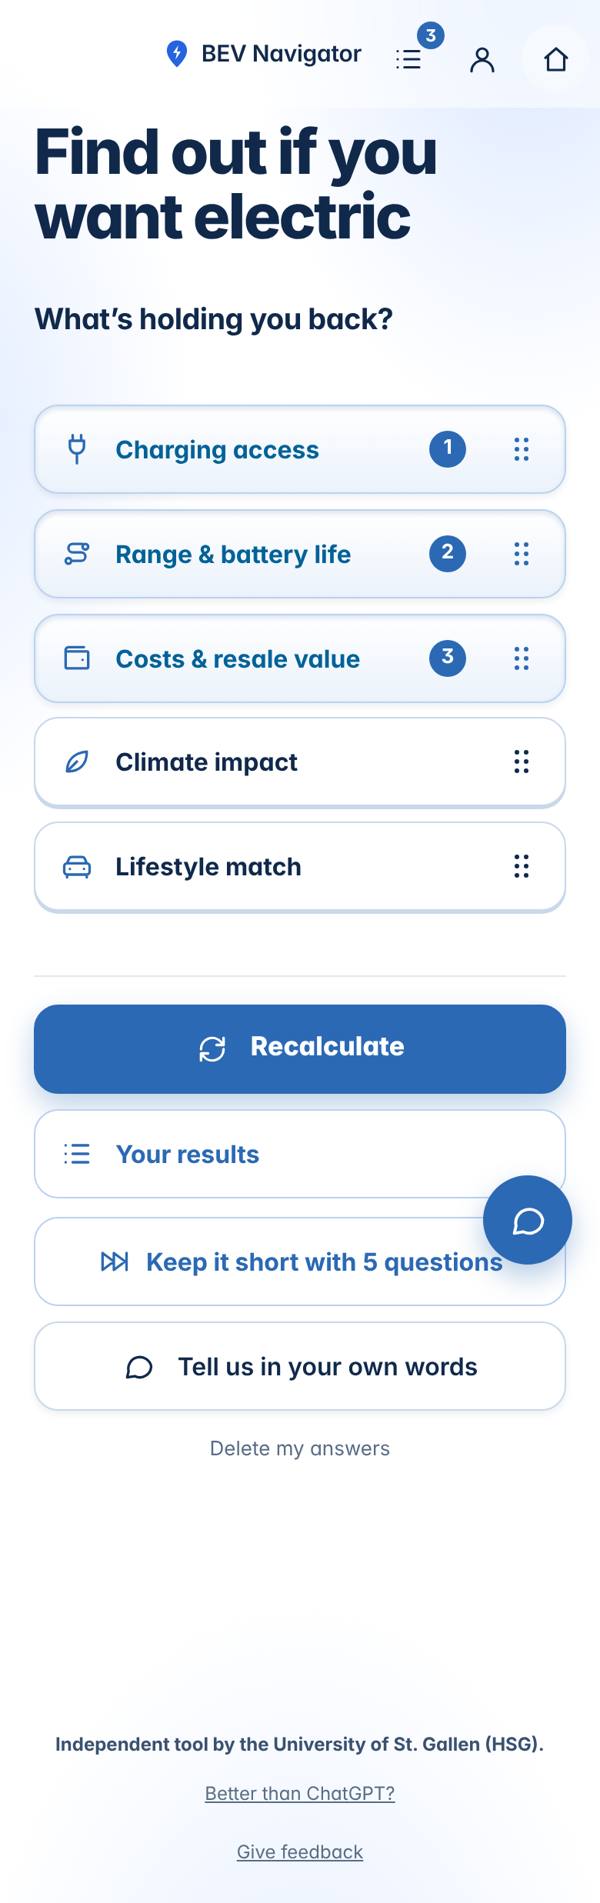 BEV Navigator
3
Find out if you
want electric
What’s holding you back?
Charging access
1
Range & battery life
2
Costs & resale value
3
Climate impact
Lifestyle match
Recalculate
Your results
Keep it short with 5 questions
Tell us in your own words
Delete my answers
Independent tool by the University of St. Gallen (HSG).
Better than ChatGPT?
Give feedback